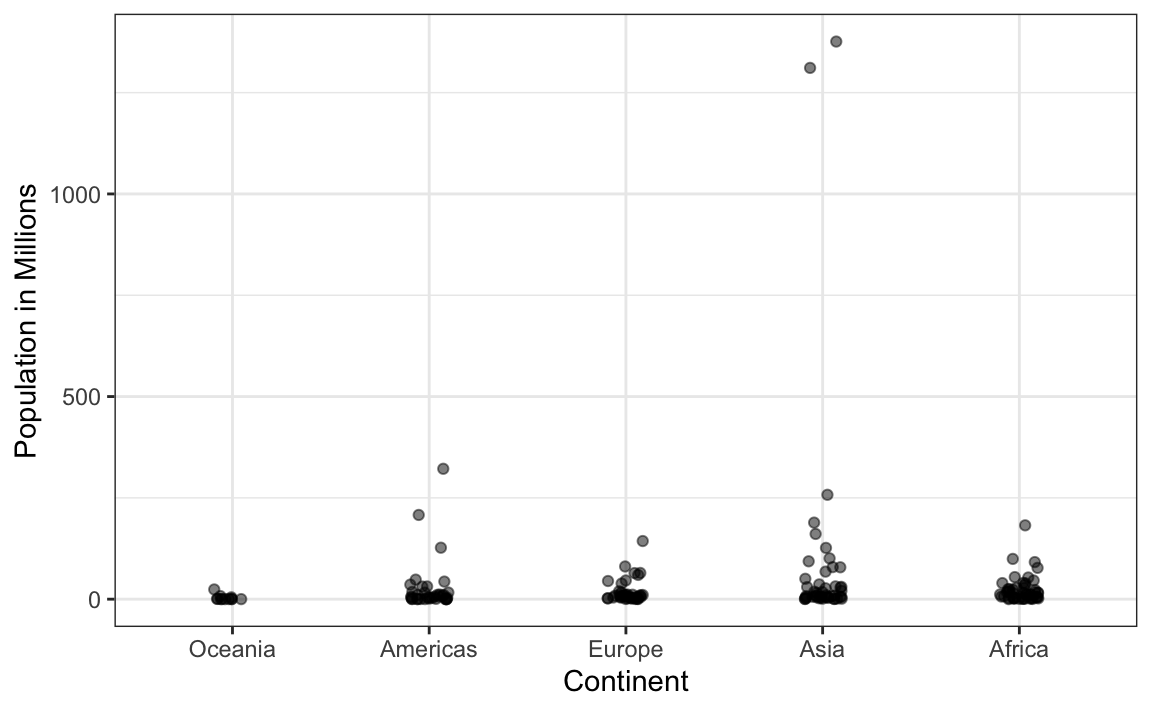 Population in Millions
1000
500
0
Oceania
Americas
Europe
Asia
Africa
Continent